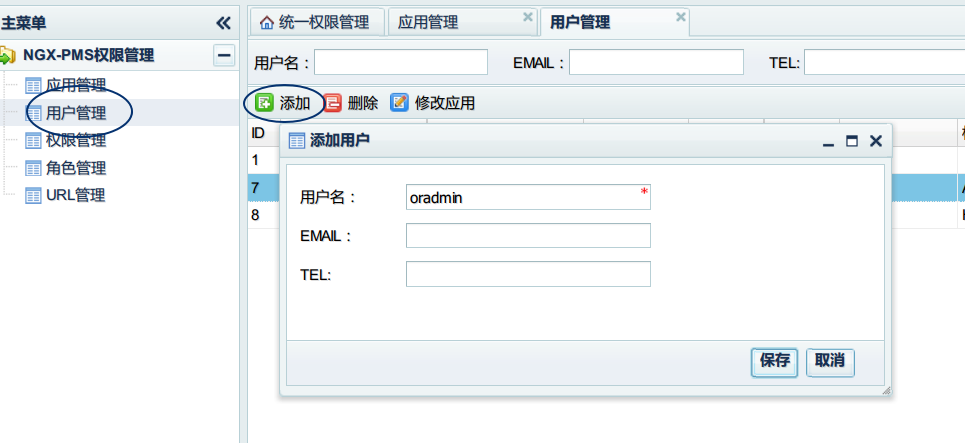 主菜单
NGX-PMS权限管理
应用管理
用户管理
权限管理
角色管理
URL管理
统一权限管理 应用管理 用户管理
用户名： EMAIL： TEL:
添加 删除 修改应用
ID
1
7
8
添加用户
用户名： oradmin *
EMAIL：
TEL:
保存 取消